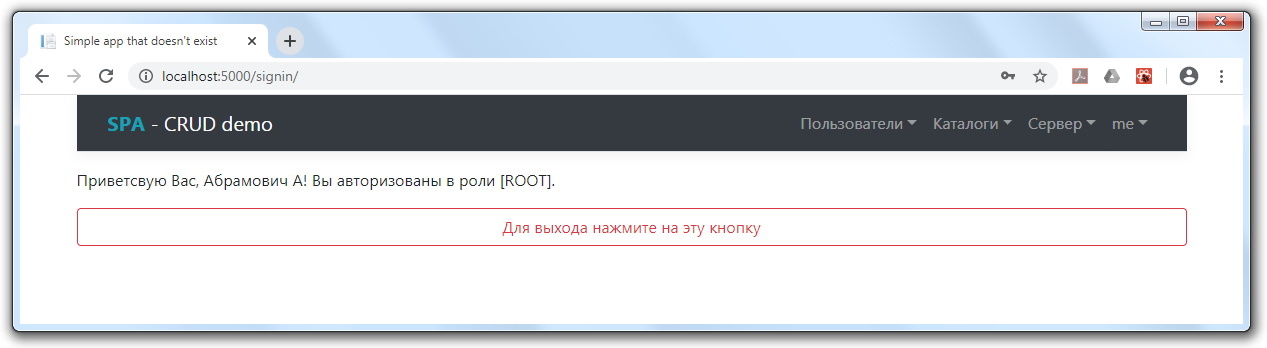 Simple app that doesn't exist
localhost:5000/signin/
SPA - CRUD demo
Пользователи Каталоги Сервер me
Приветсвую Вас, Абрамович А! Вы авторизованы в роли [ROOT].
Для выхода нажмите на эту кнопку